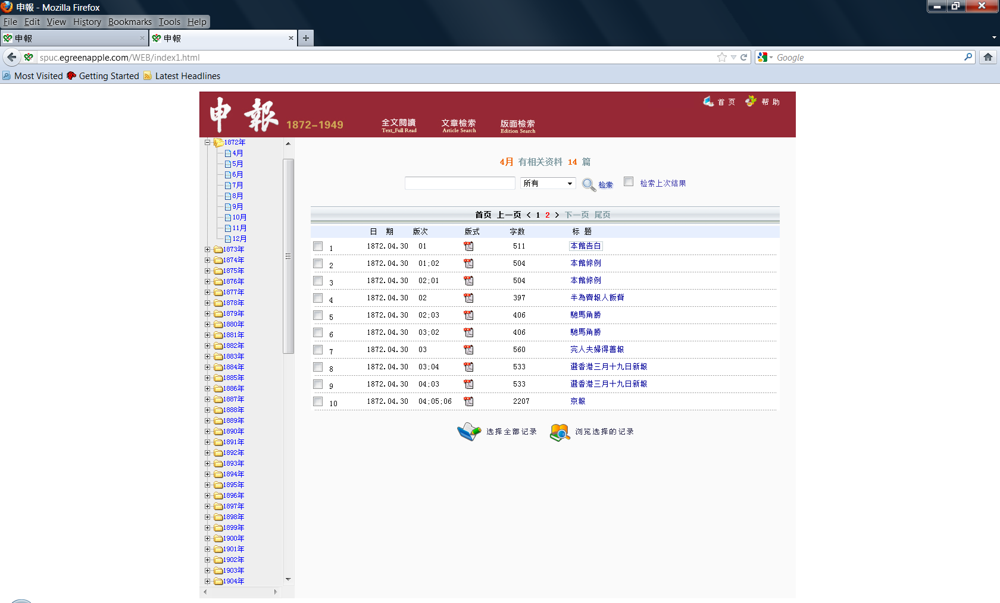 申報 - Mozilla Firefox
File Edit View History Bookmarks Tools Help
申報 申報
spuc.egreenapple.com/WEB/index1.html Google
Most Visited Getting Started Latest Headlines
首页 帮助
申報 1872-1949 全文閱讀 文章檢索 版面檢索
Text_Full Read Article Search Edition Search
1872年
4月
5月
6月
7月
8月
9月
10月
11月
12月
1873年
1874年
1875年
1876年
1877年
1878年
1879年
1880年
1881年
1882年
1883年
1884年
1885年
1886年
1887年
1888年
1889年
1890年
1891年
1892年
1893年
1894年
1895年
1896年
1897年
1898年
1899年
1900年
1901年
1902年
1903年
1904年
4月 有相关资料 14 篇
所有 检索 检索上次结果
首页 上一页 < 1 2 > 下一页 尾页
日 期 版次 版式 字数 标 题
1 1872.04.30 01 511 本館告白
2 1872.04.30 01;02 504 本館條例
3 1872.04.30 02;01 504 本館條例
4 1872.04.30 02 397 半為賣報人飯貲
5 1872.04.30 02;03 406 馳馬角勝
6 1872.04.30 03;02 406 馳馬角勝
7 1872.04.30 03 560 完人夫婦得善報
8 1872.04.30 03;04 533 選香港三月十九日新報
9 1872.04.30 04;03 533 選香港三月十九日新報
10 1872.04.30 04;05;06 2207 京報
选择全部记录 浏览选择的记录